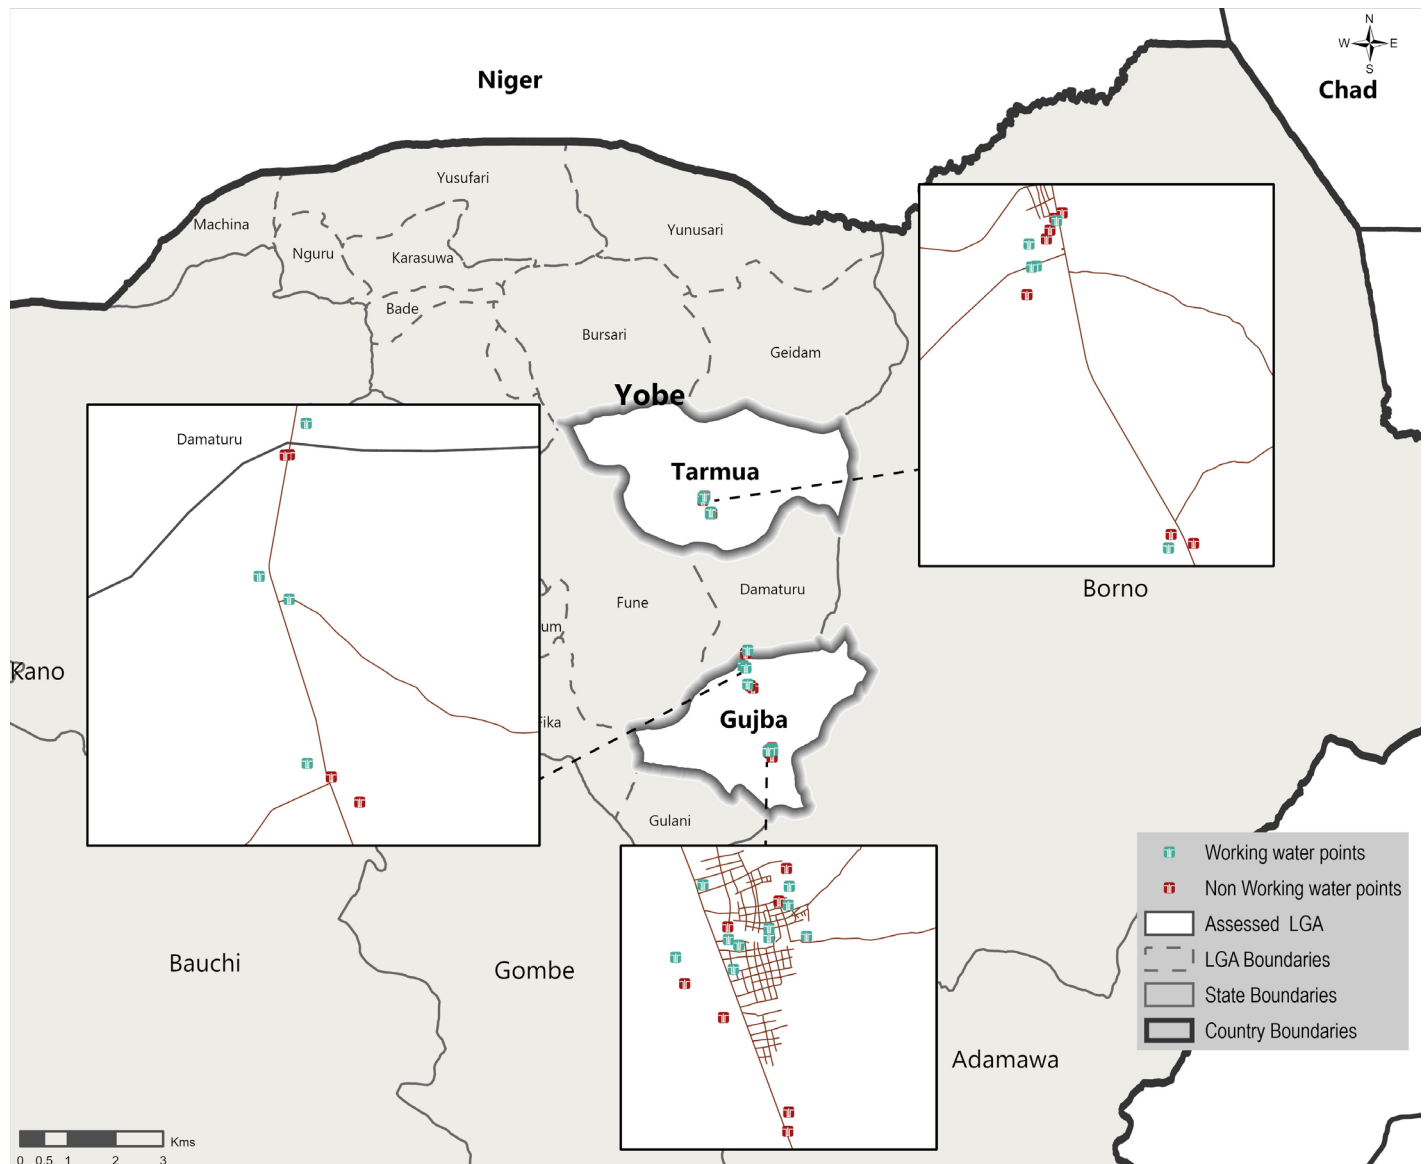 N
W
E
S
Niger
Chad
Yusufari
Machina
Yunusari
Nguru
Karasuwa
Bade
Bursari
Geidam
Yobe
Damaturu
Tarmua
Borno
Fune
Damaturu
um
Kano
Fika
Gujba
Gulani
Working water points
Non Working water points
Assessed LGA
LGA Boundaries
State Boundaries
Country Boundaries
Bauchi
Gombe
Adamawa
Kms
0 0.5 1 2 3